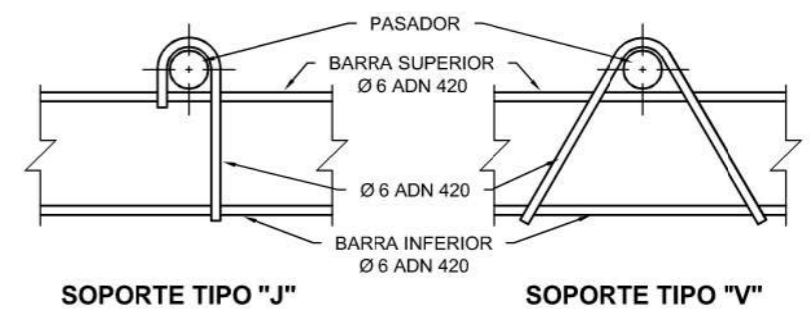 PASADOR
BARRA SUPERIOR
Ø 6 ADN 420
Ø 6 ADN 420
BARRA INFERIOR
Ø 6 ADN 420
SOPORTE TIPO "J"
SOPORTE TIPO "V"